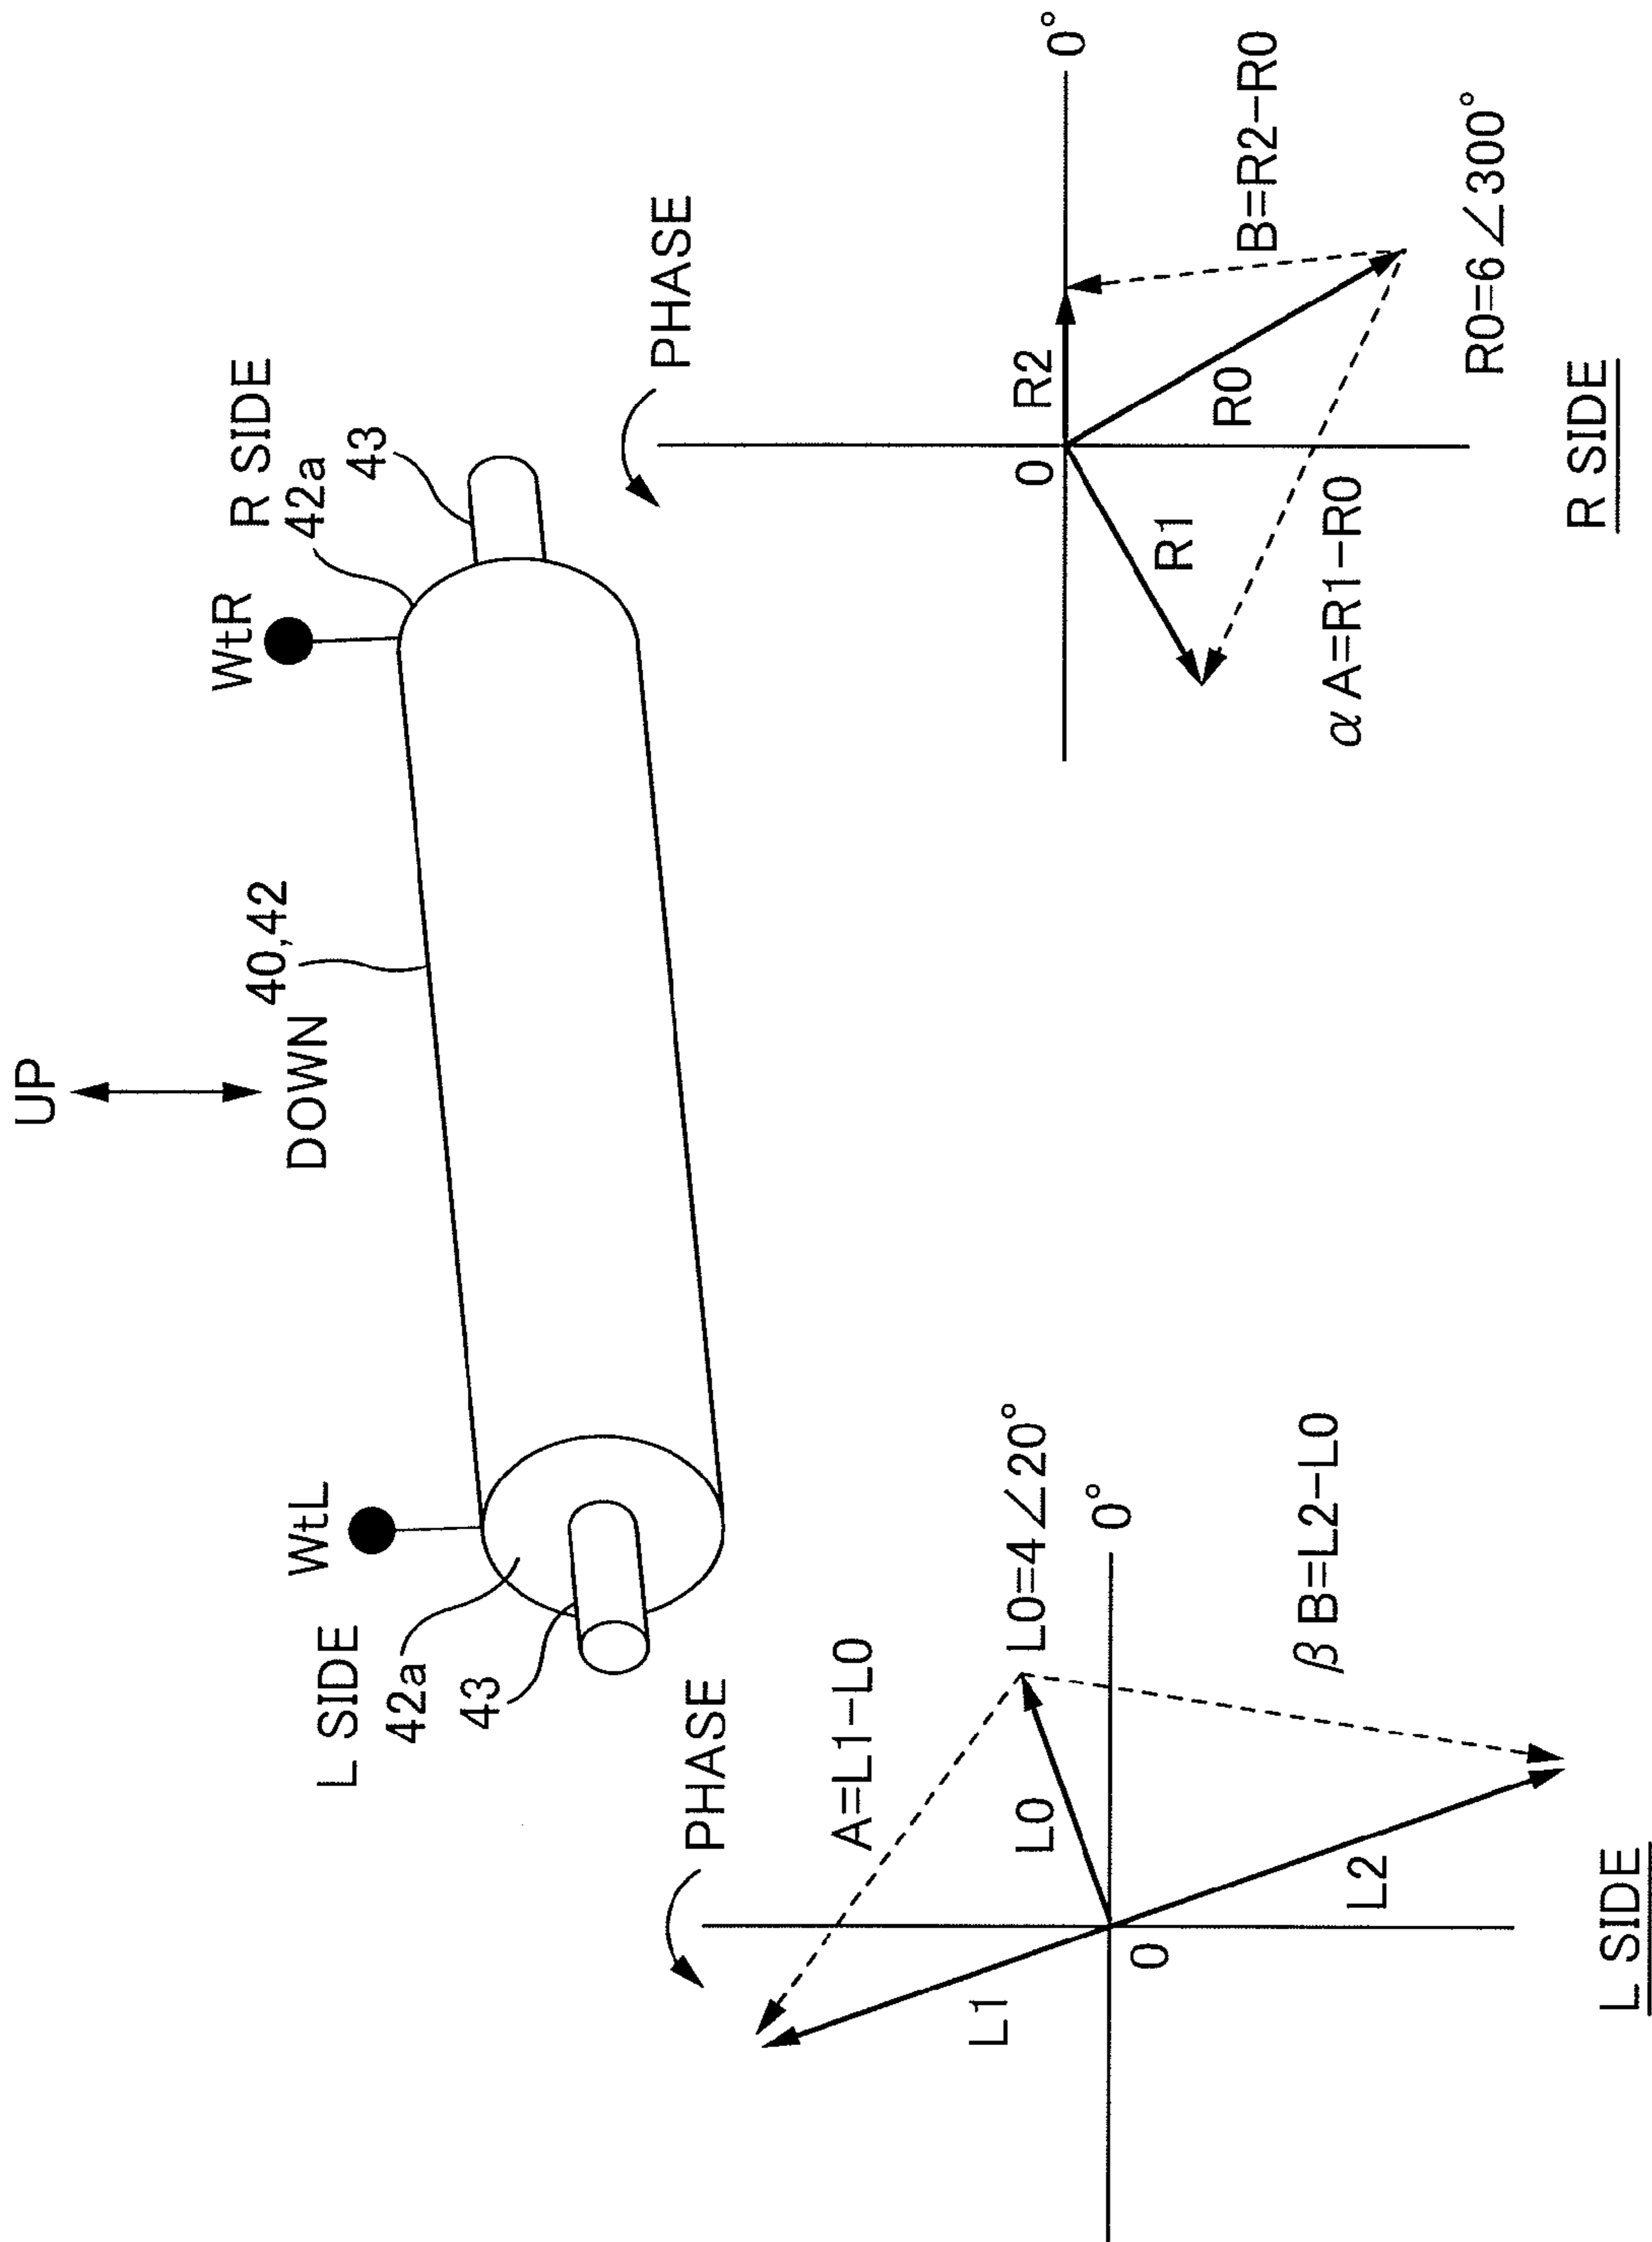 UP
DOWN
40,42
WtL
L SIDE
42a
43
WtR
R SIDE
42a
43
PHASE
A=L1-L0
L0=4∠20°
L0
L1
0
0°
L2
βB=L2-L0
L SIDE
PHASE
0°
R2
0
R1
R0
B=R2-R0
αA=R1-R0
R0=6∠300°
R SIDE